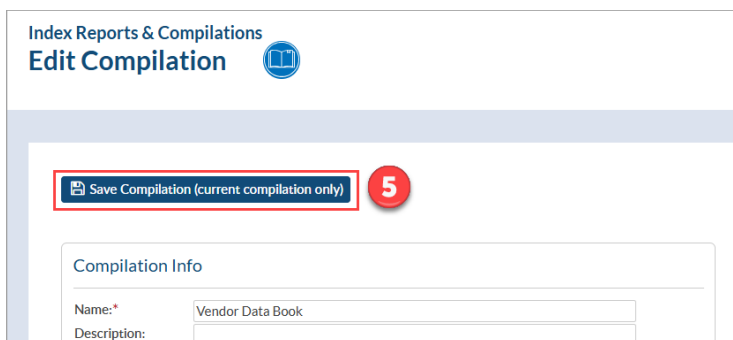 Index Reports & Compilations
Edit Compilation
Save Compilation (current compilation only)
5
Compilation Info
Name:*
Vendor Data Book
Description: